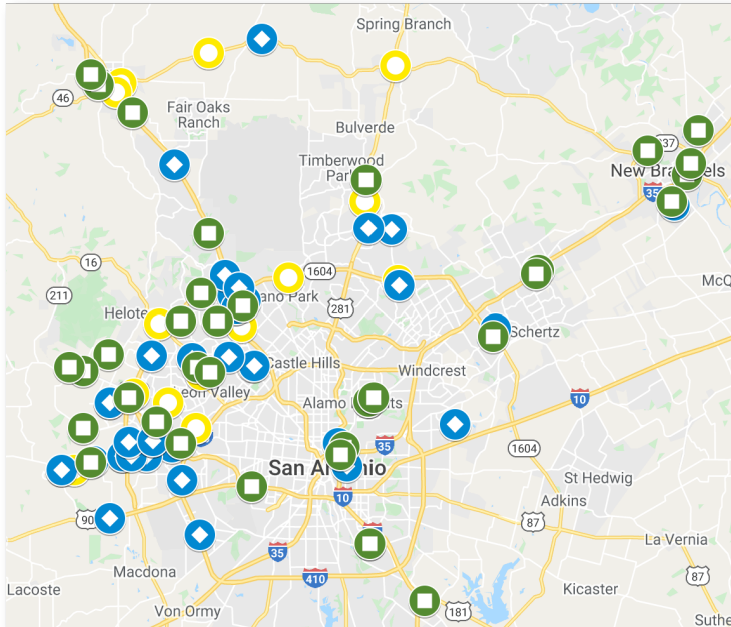 Spring Branch
46
Fair Oaks
Ranch
Bulverde
Timberwood
Park
New Braunfels
35
16
1604
211
281
Helotes
Schertz
Castle Hills
Windcrest
Leon Valley
Alamo Heights
10
35
1604
San Antonio
10
St Hedwig
Adkins
90
87
35
La Vernia
Macdona
410
87
Lacoste
Kicaster
Von Ormy
181